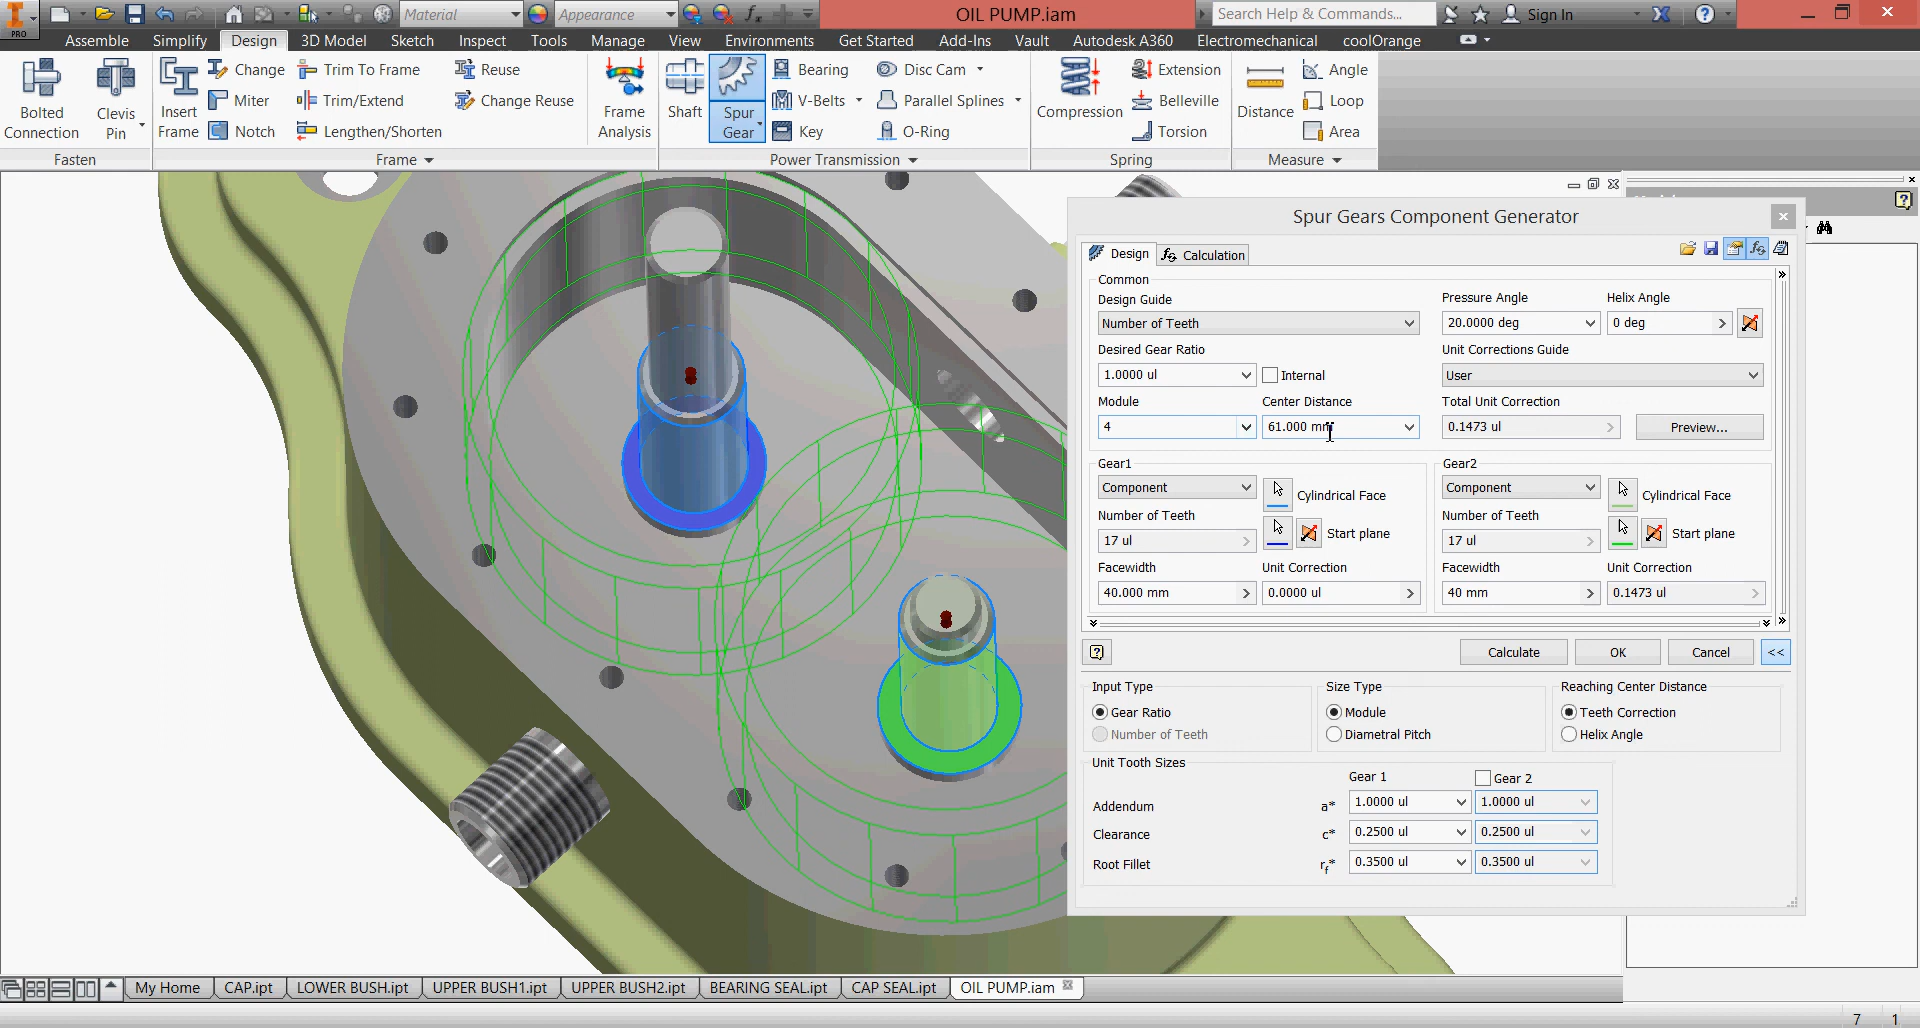 PRO
Material
Appearance
OIL PUMP.iam
Search Help & Commands...
Sign In
Assemble Simplify Design 3D Model Sketch Inspect Tools Manage View Environments Get Started Add-Ins Vault Autodesk A360 Electromechanical coolOrange
Bolted
Connection
Clevis
Pin
Fasten
Insert
Frame
Change
Miter
Notch
Trim To Frame
Trim/Extend
Lengthen/Shorten
Reuse
Change Reuse
Frame
Frame
Analysis
Shaft
Spur
Gear
Bearing
V-Belts
Key
Disc Cam
Parallel Splines
O-Ring
Power Transmission
Compression
Extension
Belleville
Torsion
Spring
Distance
Angle
Loop
Area
Measure
Spur Gears Component Generator
Design
Calculation
Common
Design Guide
Number of Teeth
Pressure Angle
20.0000 deg
Helix Angle
0 deg
Desired Gear Ratio
1.0000 ul
Internal
Unit Corrections Guide
User
Module
4
Center Distance
61.000 mm
Total Unit Correction
0.1473 ul
Preview...
Gear1
Component
Cylindrical Face
Number of Teeth
17 ul
Start plane
Facewidth
40.000 mm
Unit Correction
0.0000 ul
Gear2
Component
Cylindrical Face
Number of Teeth
17 ul
Start plane
Facewidth
40 mm
Unit Correction
0.1473 ul
Calculate
OK
Cancel
<<
Input Type
Gear Ratio
Number of Teeth
Size Type
Module
Diametral Pitch
Reaching Center Distance
Teeth Correction
Helix Angle
Unit Tooth Sizes
Gear 1
Gear 2
Addendum a* 1.0000 ul 1.0000 ul
Clearance c* 0.2500 ul 0.2500 ul
Root Fillet rf* 0.3500 ul 0.3500 ul
My Home CAP.ipt LOWER BUSH.ipt UPPER BUSH1.ipt UPPER BUSH2.ipt BEARING SEAL.ipt CAP SEAL.ipt OIL PUMP.iam
7 1